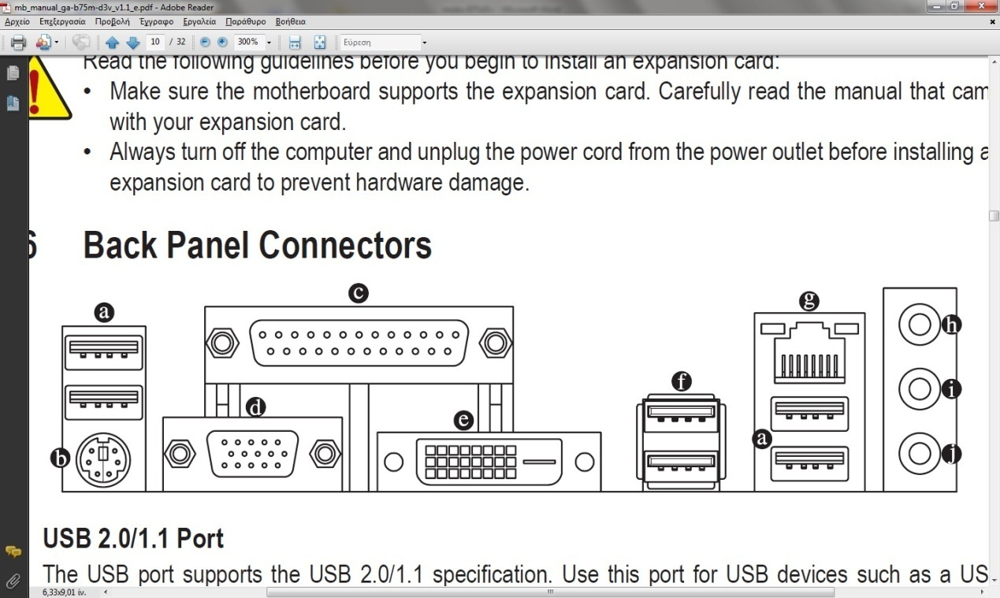 mb_manual_ga-b75m-d3v_v1.1_e.pdf - Adobe Reader
Αρχείο Επεξεργασία Προβολή Έγγραφο Εργαλεία Παράθυρο Βοήθεια
10 / 32 300% Εύρεση
Read the following guidelines before you begin to install an expansion card:
• Make sure the motherboard supports the expansion card. Carefully read the manual that cam
with your expansion card.
• Always turn off the computer and unplug the power cord from the power outlet before installing a
expansion card to prevent hardware damage.
6 Back Panel Connectors
a
b
c
d
e
f
g
a
h
i
j
USB 2.0/1.1 Port
The USB port supports the USB 2.0/1.1 specification. Use this port for USB devices such as a US
6,33x9,01 ίν.